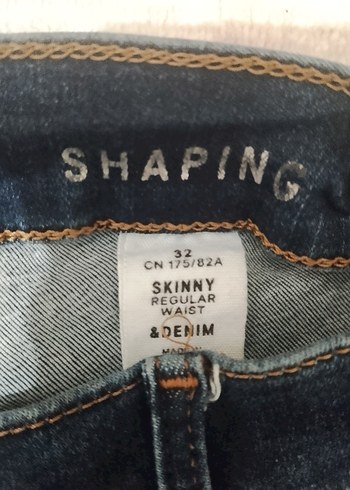 SHAPING
32
CN 175/82A
SKINNY
REGULAR
WAIST
&DENIM